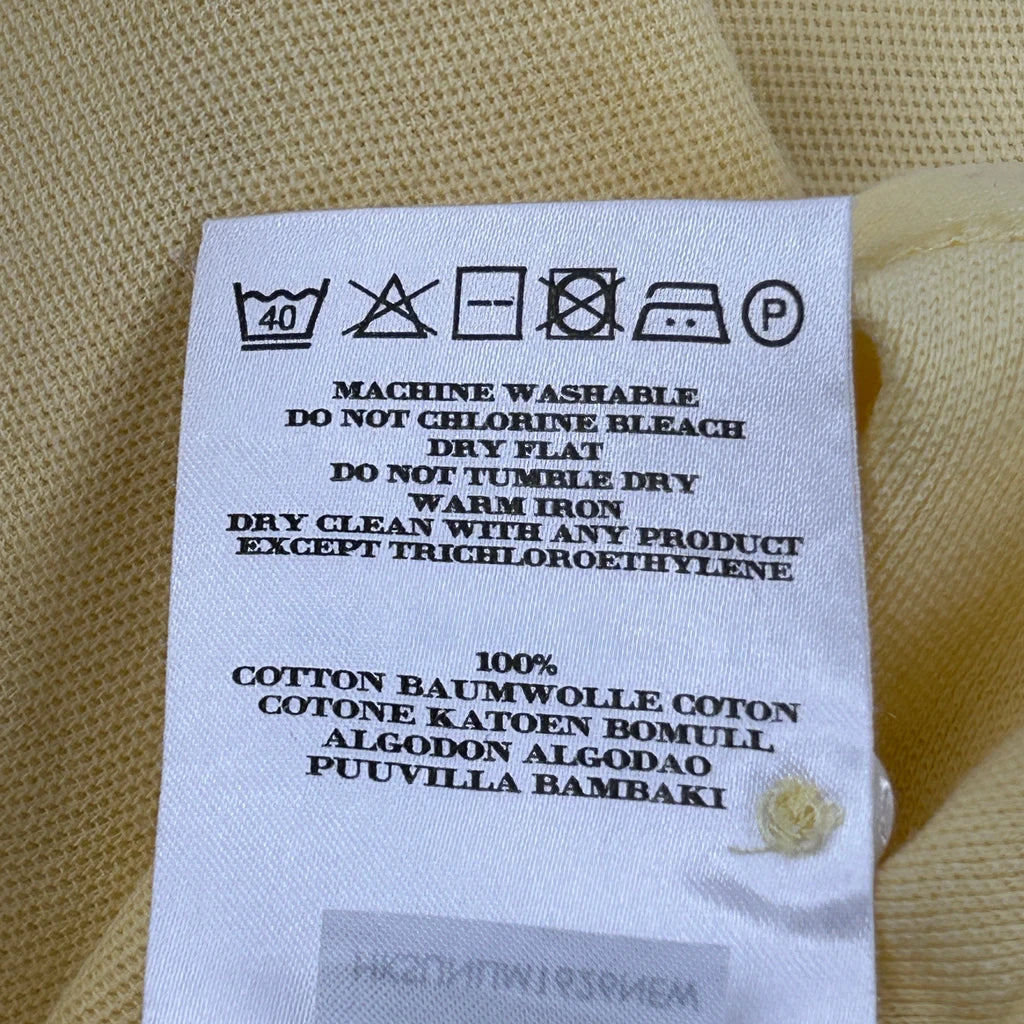 40 P
MACHINE WASHABLE
DO NOT CHLORINE BLEACH
DRY FLAT
DO NOT TUMBLE DRY
WARM IRON
DRY CLEAN WITH ANY PRODUCT
EXCEPT TRICHLOROETHYLENE
100%
COTTON BAUMWOLLE COTON
COTONE KATOEN BOMULL
ALGODON ALGODAO
PUUVILLA BAMBAKI